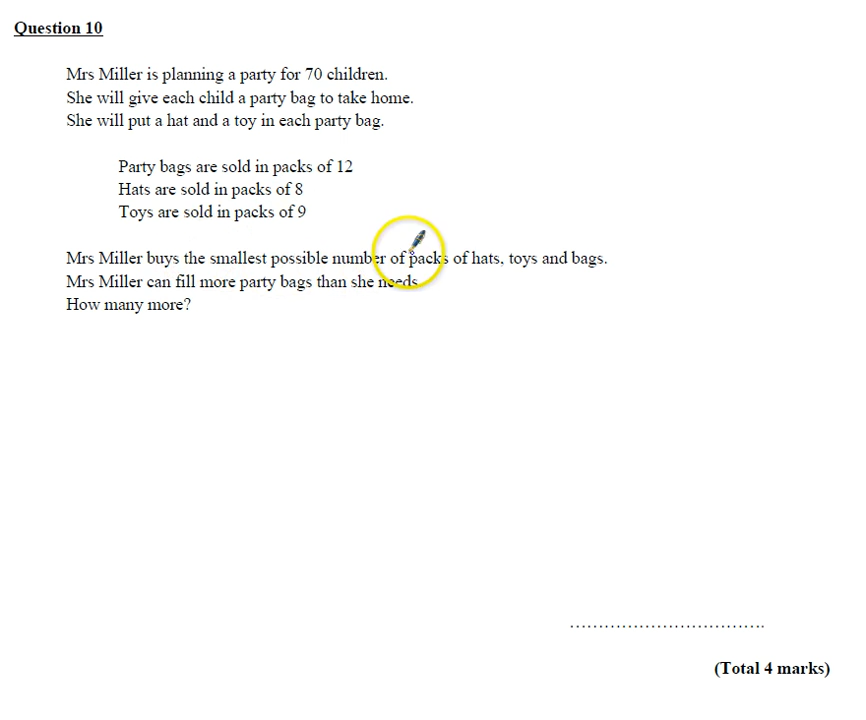 Question 10
Mrs Miller is planning a party for 70 children.
She will give each child a party bag to take home.
She will put a hat and a toy in each party bag.
Party bags are sold in packs of 12
Hats are sold in packs of 8
Toys are sold in packs of 9
Mrs Miller buys the smallest possible number of packs of hats, toys and bags.
Mrs Miller can fill more party bags than she needs
How many more?
......................................
(Total 4 marks)